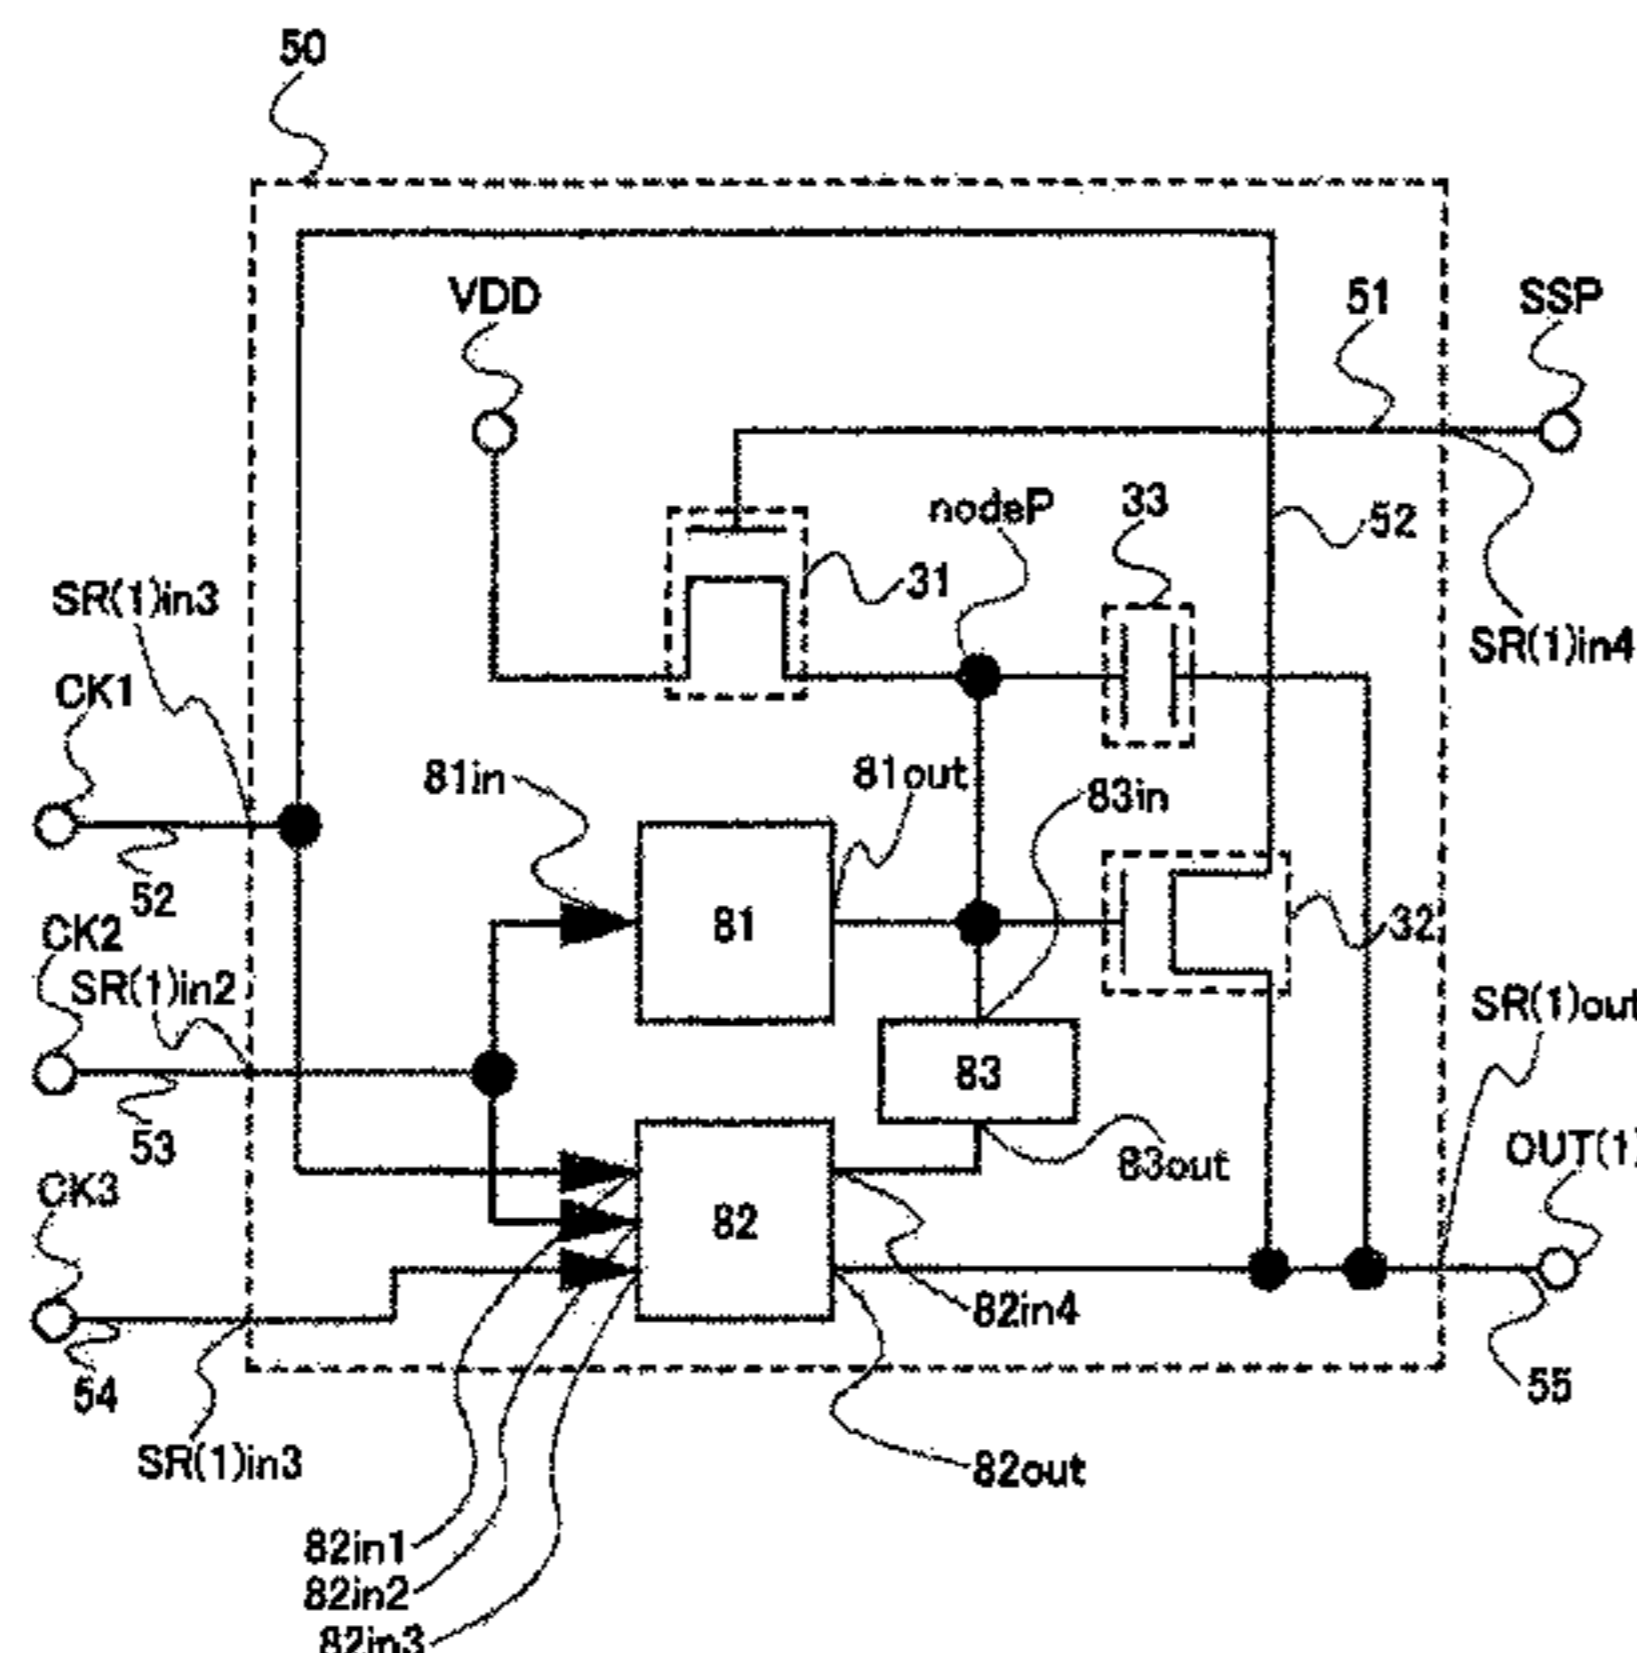 50
VDD
51
SSP
nodeP
33
52
31
SR(1)in3
SR(1)in4
CK1
81in
81out
83in
52
81
32
CK2
SR(1)in2
SR(1)out
83
53
83out
OUT(1)
CK3
82
82in4
54
55
SR(1)in3
82out
82in1
82in2
82in3